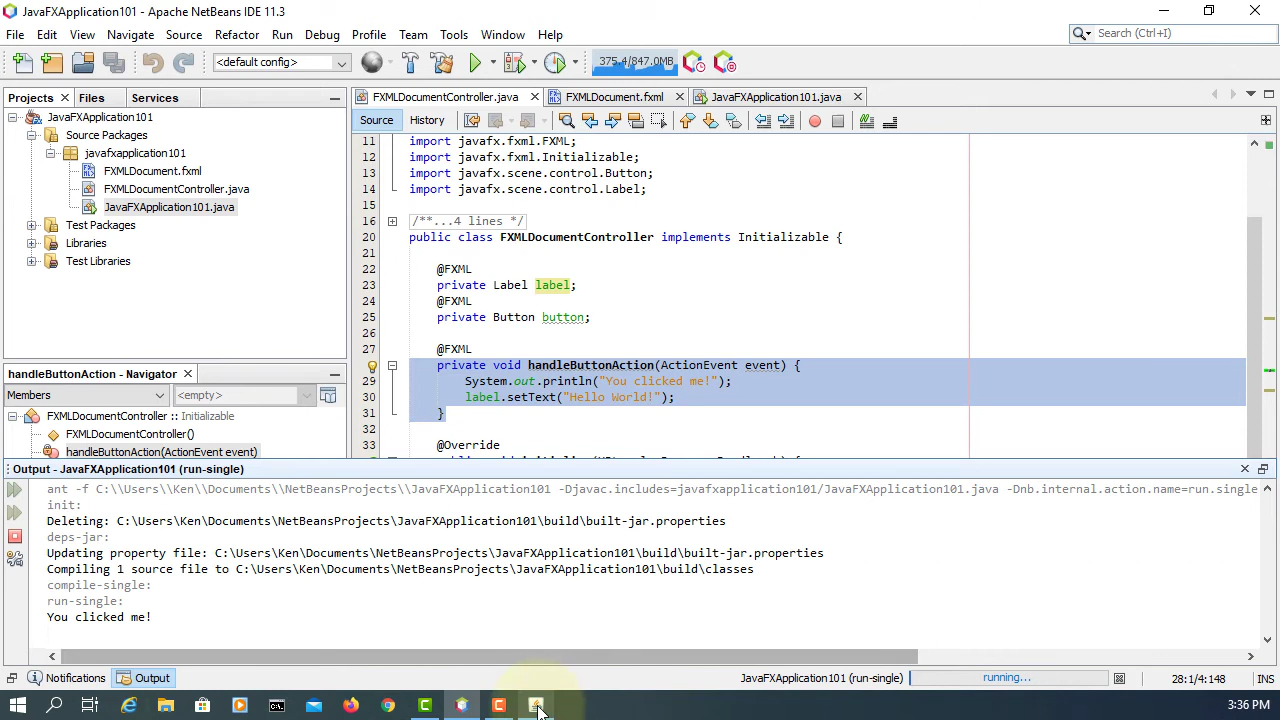 JavaFXApplication101 - Apache NetBeans IDE 11.3
File Edit View Navigate Source Refactor Run Debug Profile Team Tools Window Help
Search (Ctrl+I)
<default config>
375.4/847.0MB
Projects Files Services
FXMLDocumentController.java FXMLDocument.fxml JavaFXApplication101.java
Source History
JavaFXApplication101
Source Packages
javafxapplication101
FXMLDocument.fxml
FXMLDocumentController.java
JavaFXApplication101.java
Test Packages
Libraries
Test Libraries
11 import javafx.fxml.FXML;
12 import javafx.fxml.Initializable;
13 import javafx.scene.control.Button;
14 import javafx.scene.control.Label;
15
16 /**...4 lines */
20 public class FXMLDocumentController implements Initializable {
21
22 @FXML
23 private Label label;
24 @FXML
25 private Button button;
26
27 @FXML
private void handleButtonAction(ActionEvent event) {
29 System.out.println("You clicked me!");
30 label.setText("Hello World!");
31 }
32
33 @Override
handleButtonAction - Navigator
Members <empty>
FXMLDocumentController :: Initializable
FXMLDocumentController()
handleButtonAction(ActionEvent event)
Output - JavaFXApplication101 (run-single)
ant -f C:\\Users\\Ken\\Documents\\NetBeansProjects\\JavaFXApplication101 -Djavac.includes=javafxapplication101/JavaFXApplication101.java -Dnb.internal.action.name=run.single
init:
Deleting: C:\Users\Ken\Documents\NetBeansProjects\JavaFXApplication101\build\built-jar.properties
deps-jar:
Updating property file: C:\Users\Ken\Documents\NetBeansProjects\JavaFXApplication101\build\built-jar.properties
Compiling 1 source file to C:\Users\Ken\Documents\NetBeansProjects\JavaFXApplication101\build\classes
compile-single:
run-single:
You clicked me!
Notifications Output JavaFXApplication101 (run-single) running... 28:1/4:148 INS
3:36 PM